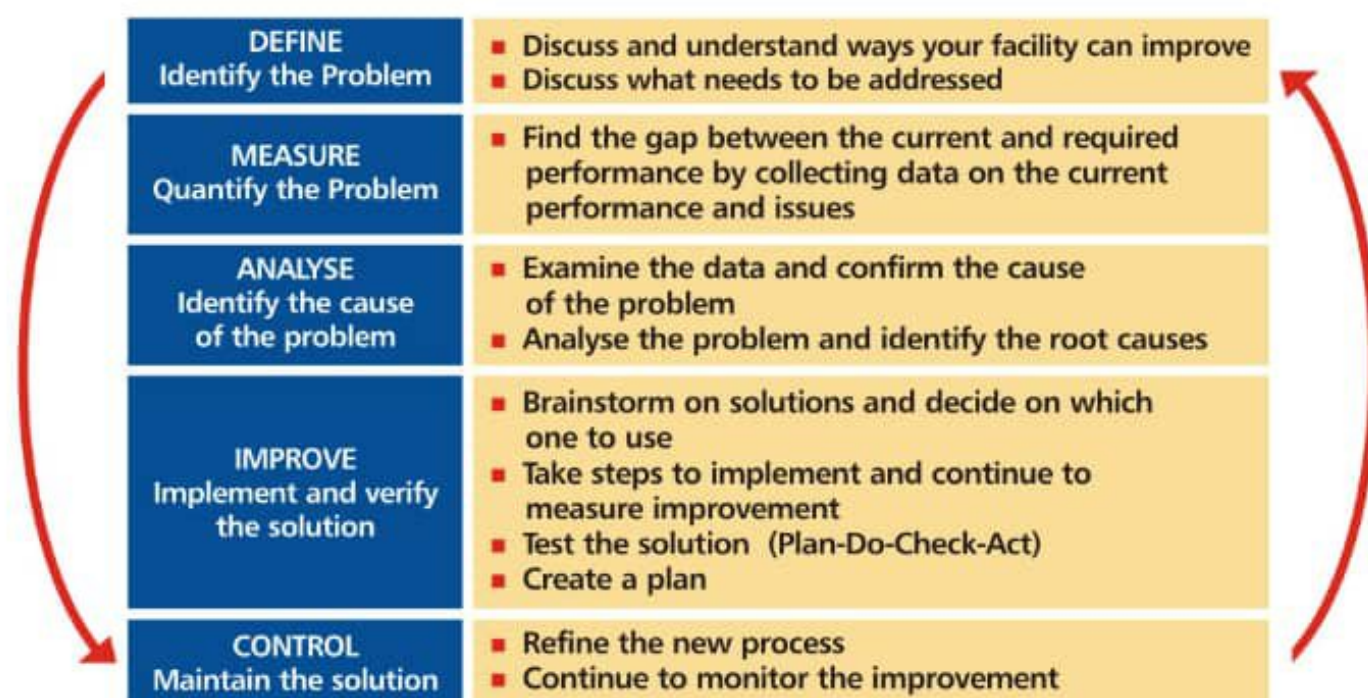 DEFINE
Identify the Problem
■ Discuss and understand ways your facility can improve
■ Discuss what needs to be addressed
MEASURE
Quantify the Problem
■ Find the gap between the current and required
performance by collecting data on the current
performance and issues
ANALYSE
Identify the cause
of the problem
■ Examine the data and confirm the cause
of the problem
■ Analyse the problem and identify the root causes
IMPROVE
Implement and verify
the solution
■ Brainstorm on solutions and decide on which
one to use
■ Take steps to implement and continue to
measure improvement
■ Test the solution (Plan-Do-Check-Act)
■ Create a plan
CONTROL
Maintain the solution
■ Refine the new process
■ Continue to monitor the improvement